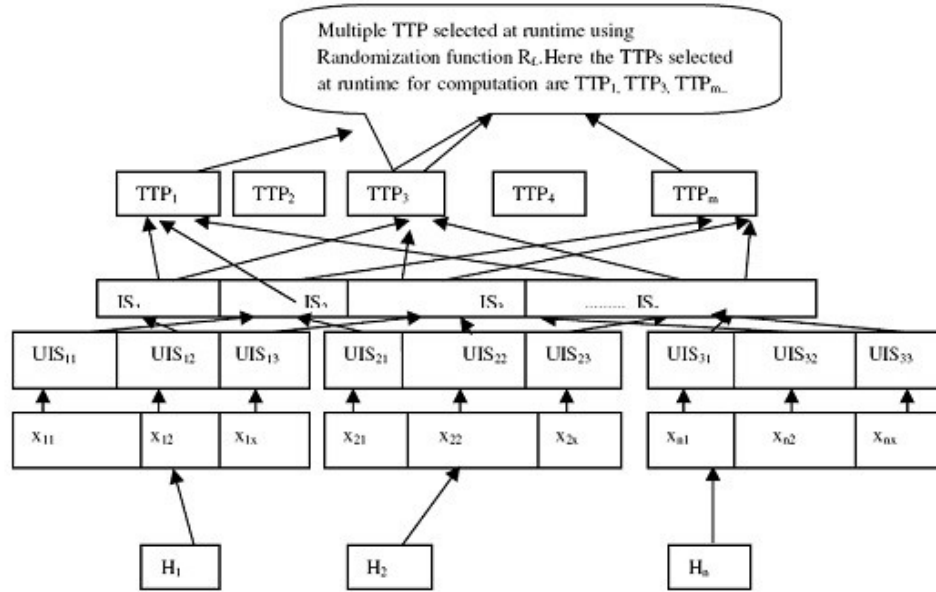 Multiple TTP selected at runtime using
Randomization function Rf. Here the TTPs selected
at runtime for computation are TTP1, TTP3, TTPm..
TTP1 TTP2 TTP3 TTP4 TTPm
IS1 IS2 IS3 ......... IS
UIS11 UIS12 UIS13 UIS21 UIS22 UIS23 UIS31 UIS32 UIS33
x11 x12 x1x x21 x22 x2x xn1 xn2 xnx
H1 H2 Hn